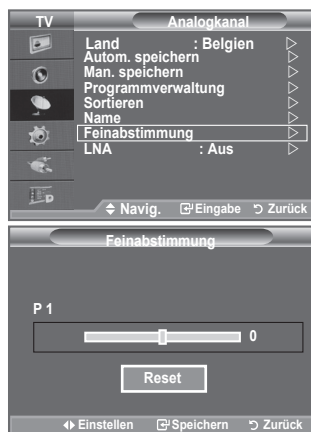 TV Analogkanal
Land : Belgien
Autom. speichern
Man. speichern
Programmverwaltung
Sortieren
Name
Feinabstimmung
LNA : Aus
Navig. Eingabe Zurück
Feinabstimmung
P 1
0
Reset
Einstellen Speichern Zurück